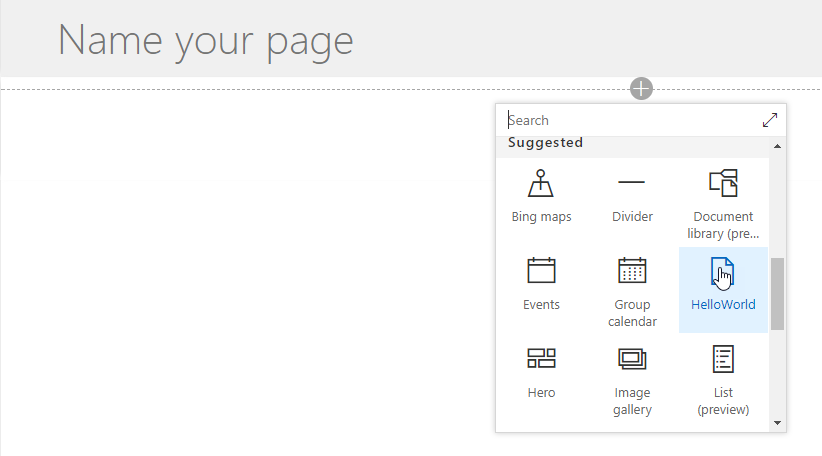 Name your page
Search
Suggested
Bing maps
Divider
Document
library (pre...
Events
Group
calendar
HelloWorld
Hero
Image
gallery
List
(preview)